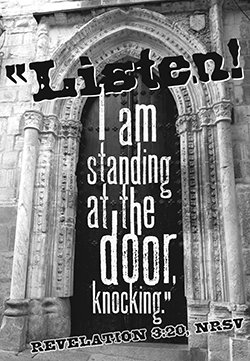 "Listen!
I am
standing
at the
door,
knocking."
REVELATION 3:20, NRSV